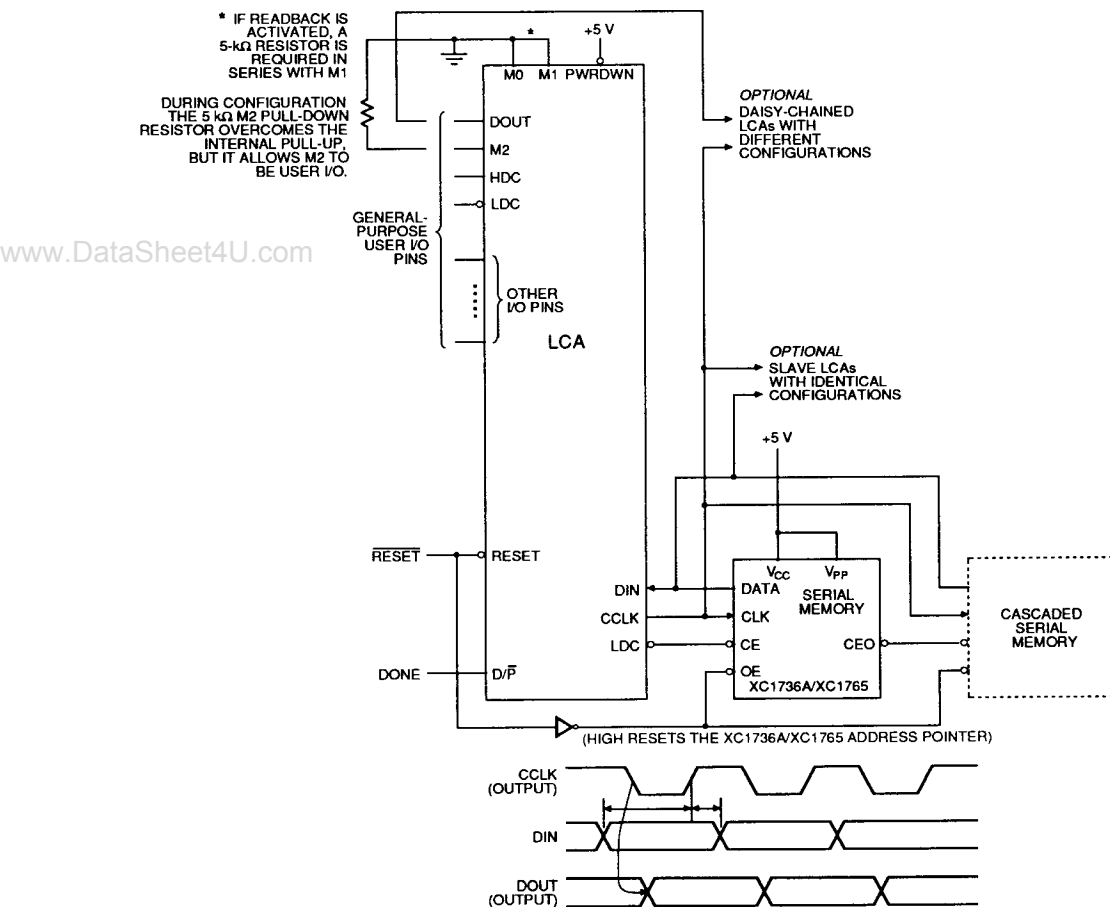 * IF READBACK IS
ACTIVATED, A
5-kΩ RESISTOR IS
REQUIRED IN
SERIES WITH M1
*
+5 V
M0 M1 PWRDWN
DURING CONFIGURATION
THE 5 kΩ M2 PULL-DOWN
RESISTOR OVERCOMES THE
INTERNAL PULL-UP,
BUT IT ALLOWS M2 TO
BE USER I/O.
DOUT
M2
HDC
LDC
OPTIONAL
DAISY-CHAINED
LCAs WITH
DIFFERENT
CONFIGURATIONS
GENERAL-
PURPOSE
USER I/O
PINS
www.DataSheet4U.com
OTHER
I/O PINS
LCA
OPTIONAL
SLAVE LCAs
WITH IDENTICAL
CONFIGURATIONS
+5 V
RESET
RESET
VCC VPP
DIN
DATA
SERIAL
MEMORY
CCLK
CLK
LDC
CE
CEO
OE
XC1736A/XC1765
CASCADED
SERIAL
MEMORY
DONE
D/P
(HIGH RESETS THE XC1736A/XC1765 ADDRESS POINTER)
CCLK
(OUTPUT)
DIN
DOUT
(OUTPUT)